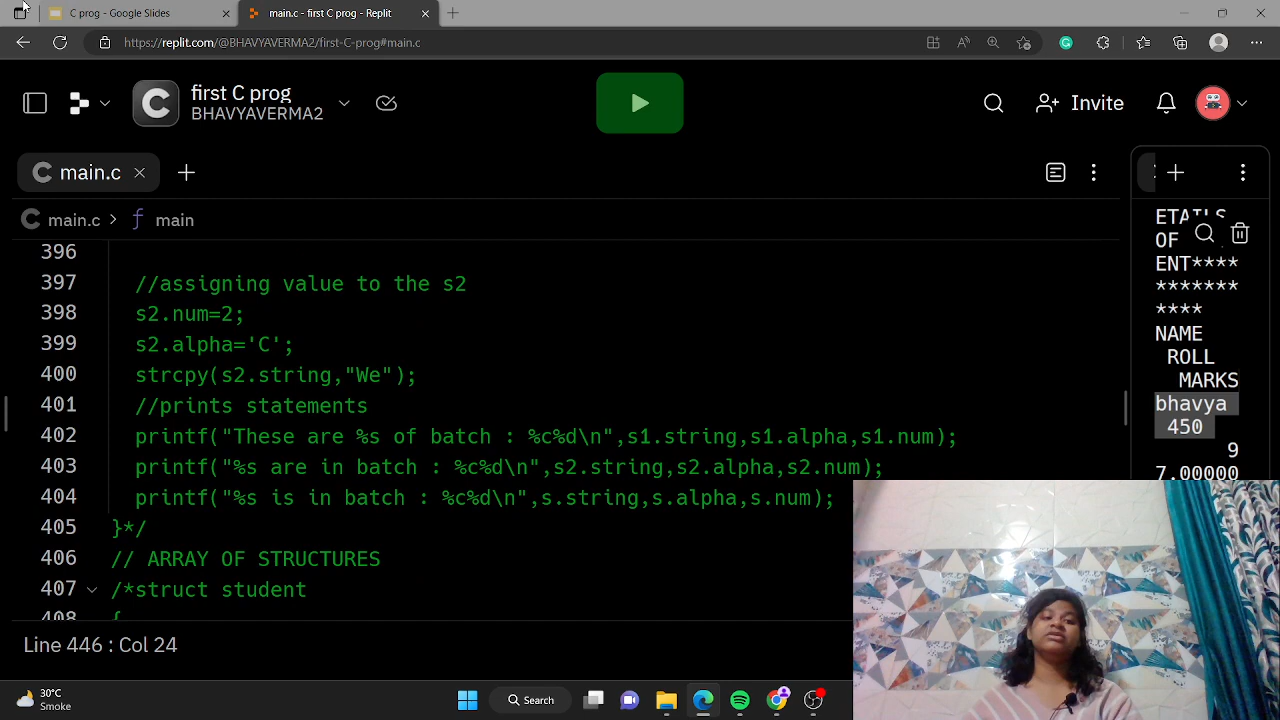 C prog - Google Slides
main.c - first C prog - Replit
https://replit.com/@BHAVYAVERMA2/first-C-prog#main.c
first C prog
BHAVYAVERMA2
Invite
main.c
main.c > main
396
397 //assigning value to the s2
398 s2.num=2;
399 s2.alpha='C';
400 strcpy(s2.string,"We");
401 //prints statements
402 printf("These are %s of batch : %c%d\n",s1.string,s1.alpha,s1.num);
403 printf("%s are in batch : %c%d\n",s2.string,s2.alpha,s2.num);
404 printf("%s is in batch : %c%d\n",s.string,s.alpha,s.num);
405 }*/
406 // ARRAY OF STRUCTURES
407 /*struct student
408 {
ETAILS
OF
ENT****
*******
****
NAME
ROLL
MARKS
bhavya
450
9
7.00000
Line 446 : Col 24
30°C
Smoke
Search